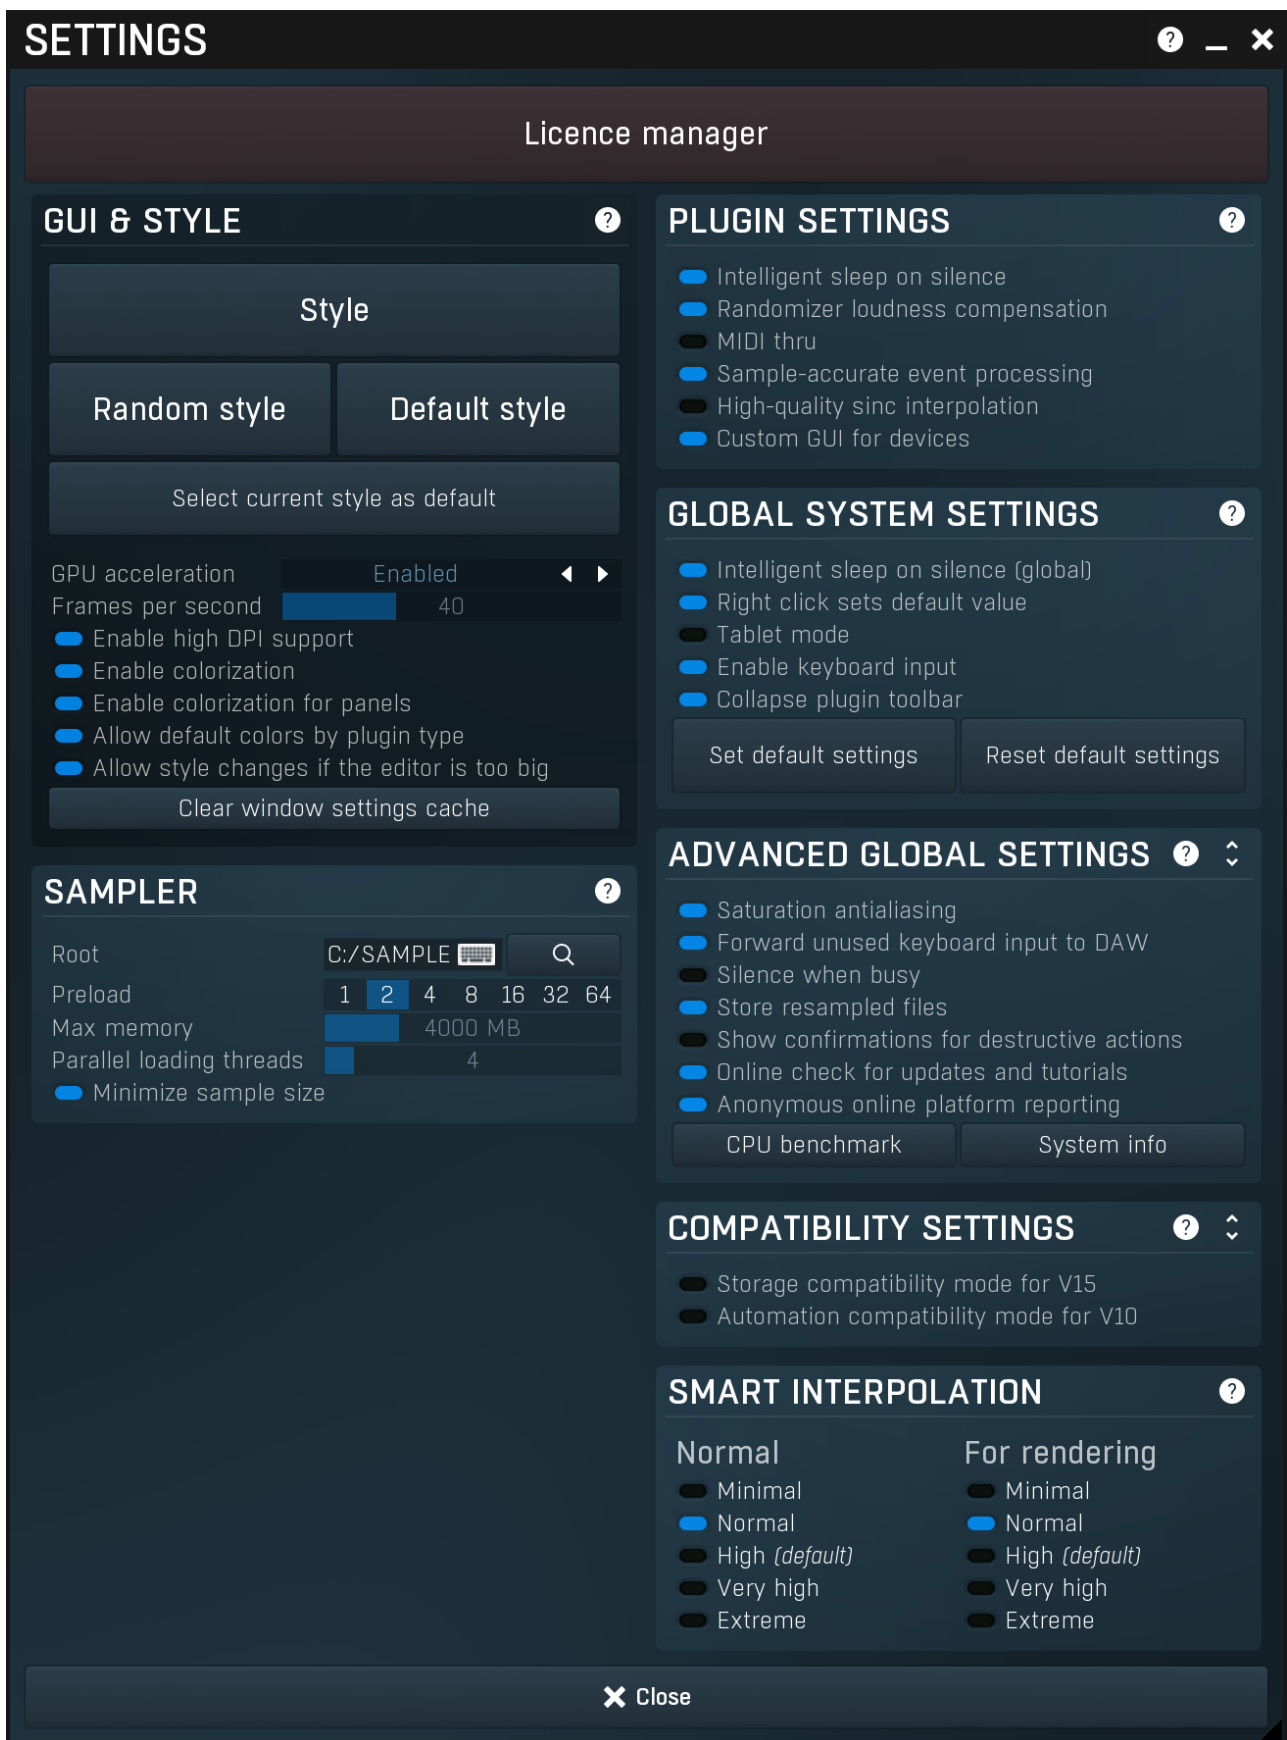 SETTINGS
Licence manager
GUI & STYLE
Style
Random style
Default style
Select current style as default
GPU acceleration Enabled
Frames per second 40
Enable high DPI support
Enable colorization
Enable colorization for panels
Allow default colors by plugin type
Allow style changes if the editor is too big
Clear window settings cache
SAMPLER
Root C:/SAMPLE
Preload 1 2 4 8 16 32 64
Max memory 4000 MB
Parallel loading threads 4
Minimize sample size
PLUGIN SETTINGS
Intelligent sleep on silence
Randomizer loudness compensation
MIDI thru
Sample-accurate event processing
High-quality sinc interpolation
Custom GUI for devices
GLOBAL SYSTEM SETTINGS
Intelligent sleep on silence (global)
Right click sets default value
Tablet mode
Enable keyboard input
Collapse plugin toolbar
Set default settings
Reset default settings
ADVANCED GLOBAL SETTINGS
Saturation antialiasing
Forward unused keyboard input to DAW
Silence when busy
Store resampled files
Show confirmations for destructive actions
Online check for updates and tutorials
Anonymous online platform reporting
CPU benchmark
System info
COMPATIBILITY SETTINGS
Storage compatibility mode for V15
Automation compatibility mode for V10
SMART INTERPOLATION
Normal
Minimal
Normal
High (default)
Very high
Extreme
For rendering
Minimal
Normal
High (default)
Very high
Extreme
Close